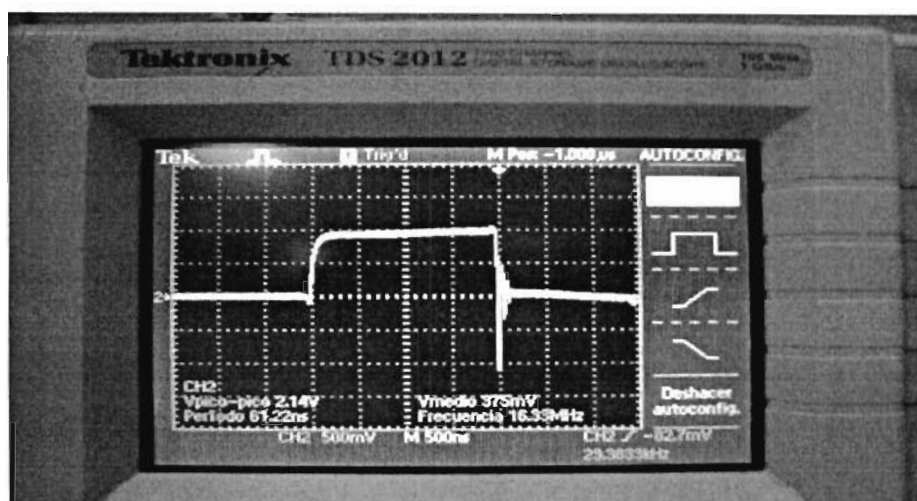 Tektronix TDS 2012
Tek Trig'd M Pos: -1.000µs AUTOCONFIG.
2
CH2
Vpico-pico 2.14V Vmedio 375mV
Período 61.22ns Frecuencia 16.33MHz
Deshacer
autoconfig.
CH2 500mV M 500ns CH2 -82.7mV
29.3833kHz